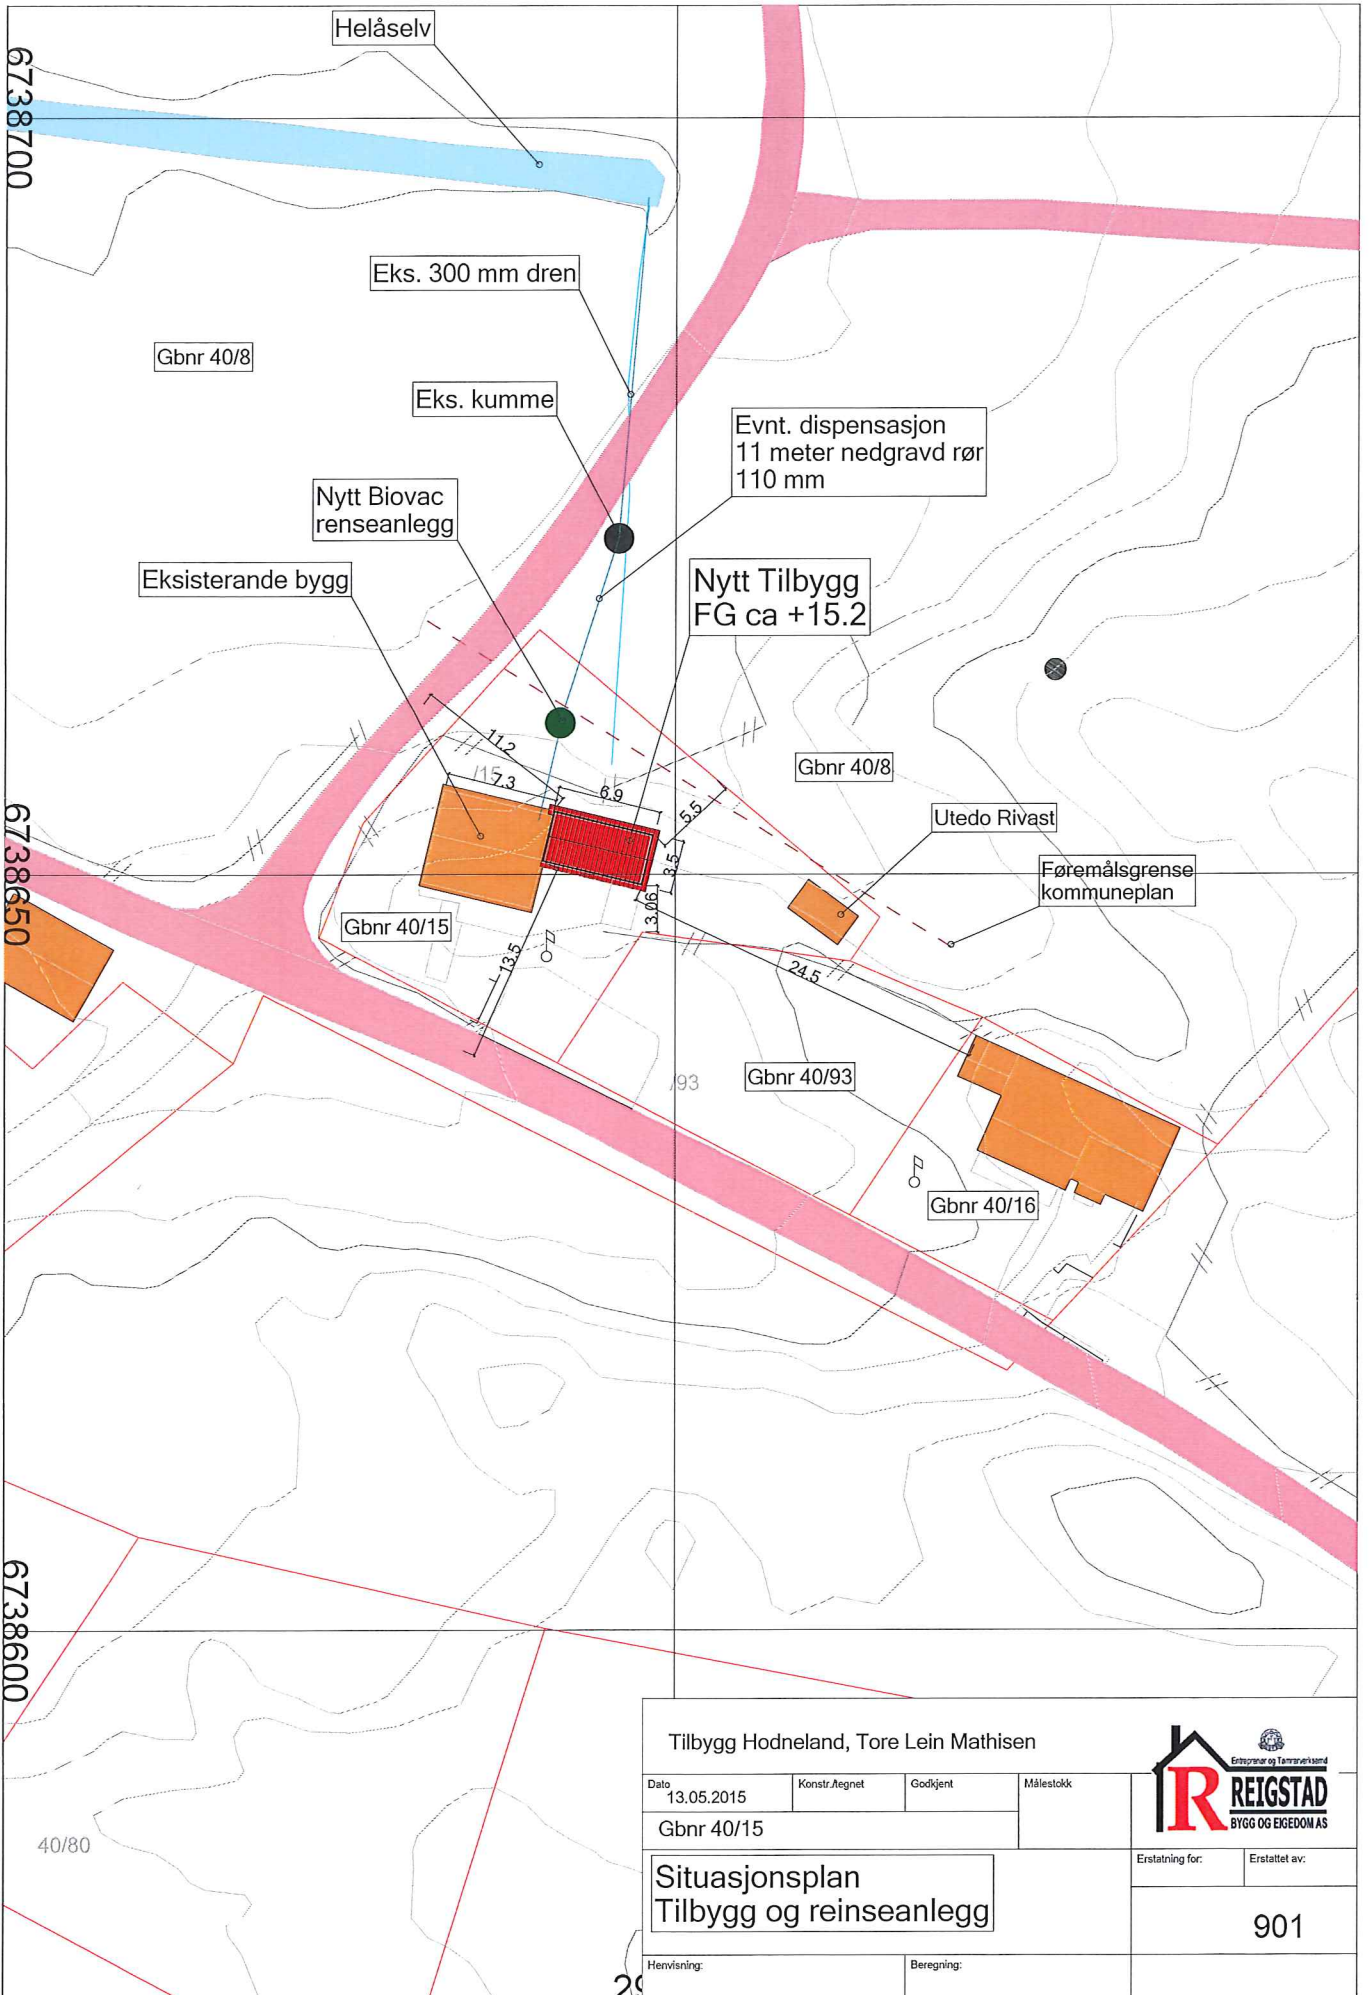 Helåselv
6738700
Eks. 300 mm dren
Gbnr 40/8
Eks. kumme
Evnt. dispensasjon
11 meter nedgravd rør
110 mm
Nytt Biovac
renseanlegg
Eksisterande bygg
Nytt Tilbygg
FG ca +15.2
11.2
/15
7.3
6.9
5.5
3.5
3.06
Gbnr 40/8
Utedo Rivast
Føremålsgrense
kommuneplan
6738650
Gbnr 40/15
13.5
24.5
/93
Gbnr 40/93
Gbnr 40/16
6738600
40/80
Tilbygg Hodneland, Tore Lein Mathisen
Dato
13.05.2015
Konstr./tegnet
Godkjent
Målestokk
Gbnr 40/15
Entreprenør og Tømrerverksemd
REIGSTAD
BYGG OG EIGEDOM AS
Situasjonsplan
Tilbygg og reinseanlegg
Erstatning for:
Erstattet av:
901
Henvisning:
Beregning: